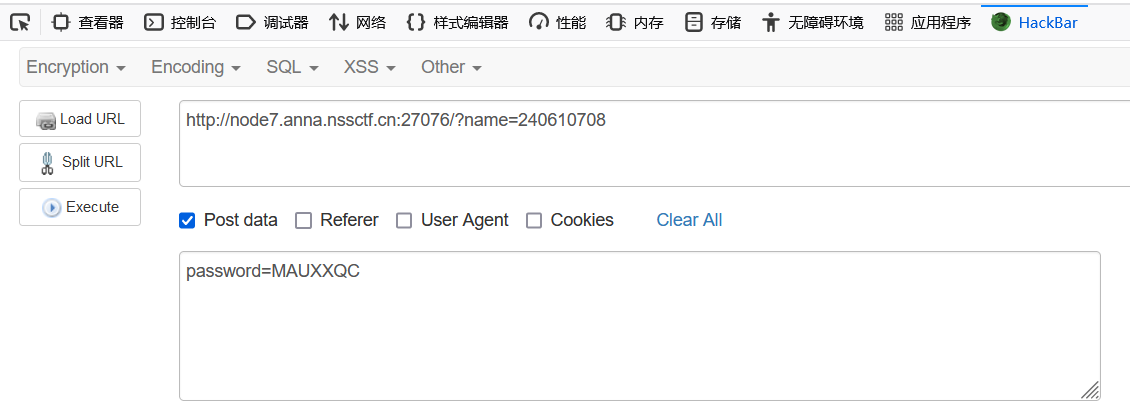 查看器 控制台 调试器 网络 样式编辑器 性能 内存 存储 无障碍环境 应用程序 HackBar
Encryption Encoding SQL XSS Other
Load URL
http://node7.anna.nssctf.cn:27076/?name=240610708
Split URL
Execute
Post data Referer User Agent Cookies Clear All
password=MAUXXQC